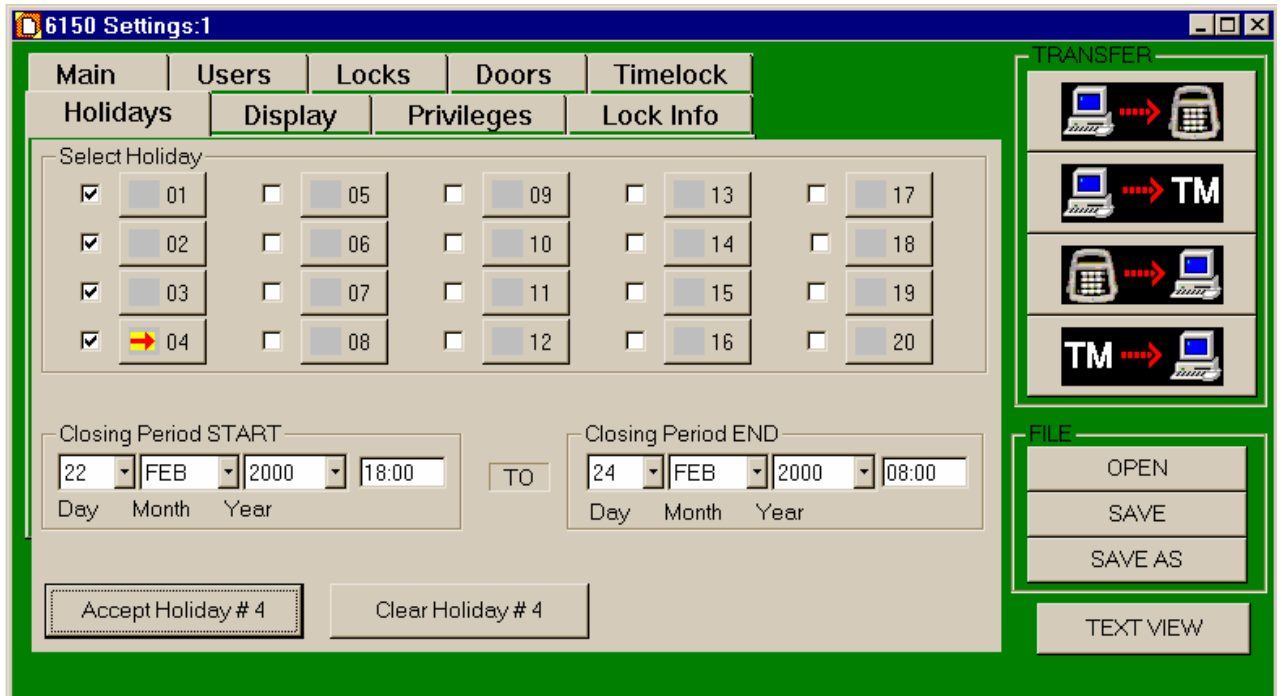 6150 Settings:1
Main Users Locks Doors Timelock
Holidays Display Privileges Lock Info
Select Holiday
01 05 09 13 17
02 06 10 14 18
03 07 11 15 19
04 08 12 16 20
Closing Period START
22 FEB 2000 18:00
Day Month Year
TO
Closing Period END
24 FEB 2000 08:00
Day Month Year
Accept Holiday # 4 Clear Holiday # 4
TRANSFER
TM
TM
FILE
OPEN
SAVE
SAVE AS
TEXT VIEW